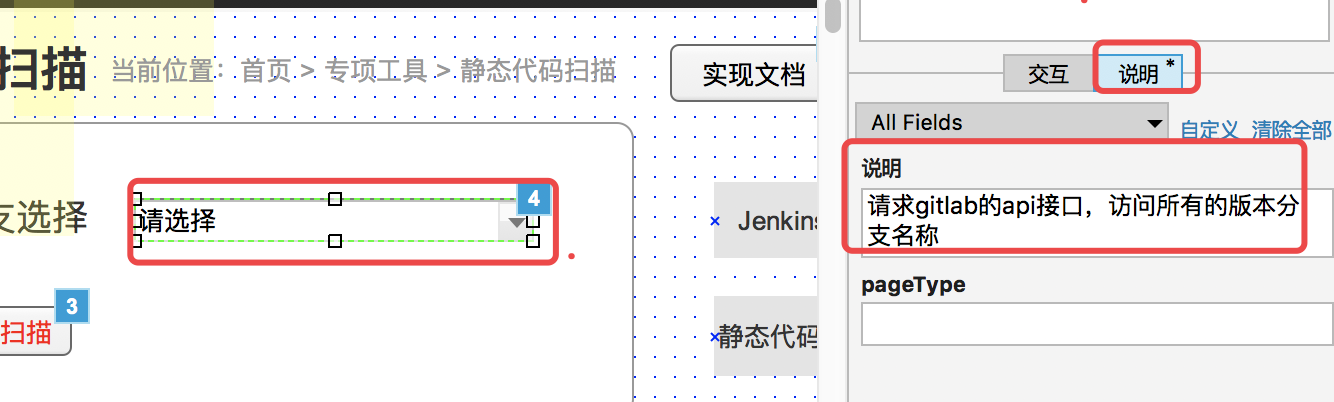 扫描
当前位置：首页 > 专项工具 > 静态代码扫描
实现文档
交互
说明*
All Fields
自定义 清除全部
说明
请求gitlab的api接口，访问所有的版本分
支名称
pageType
支选择
请选择
4
Jenkins
3
扫描
静态代码